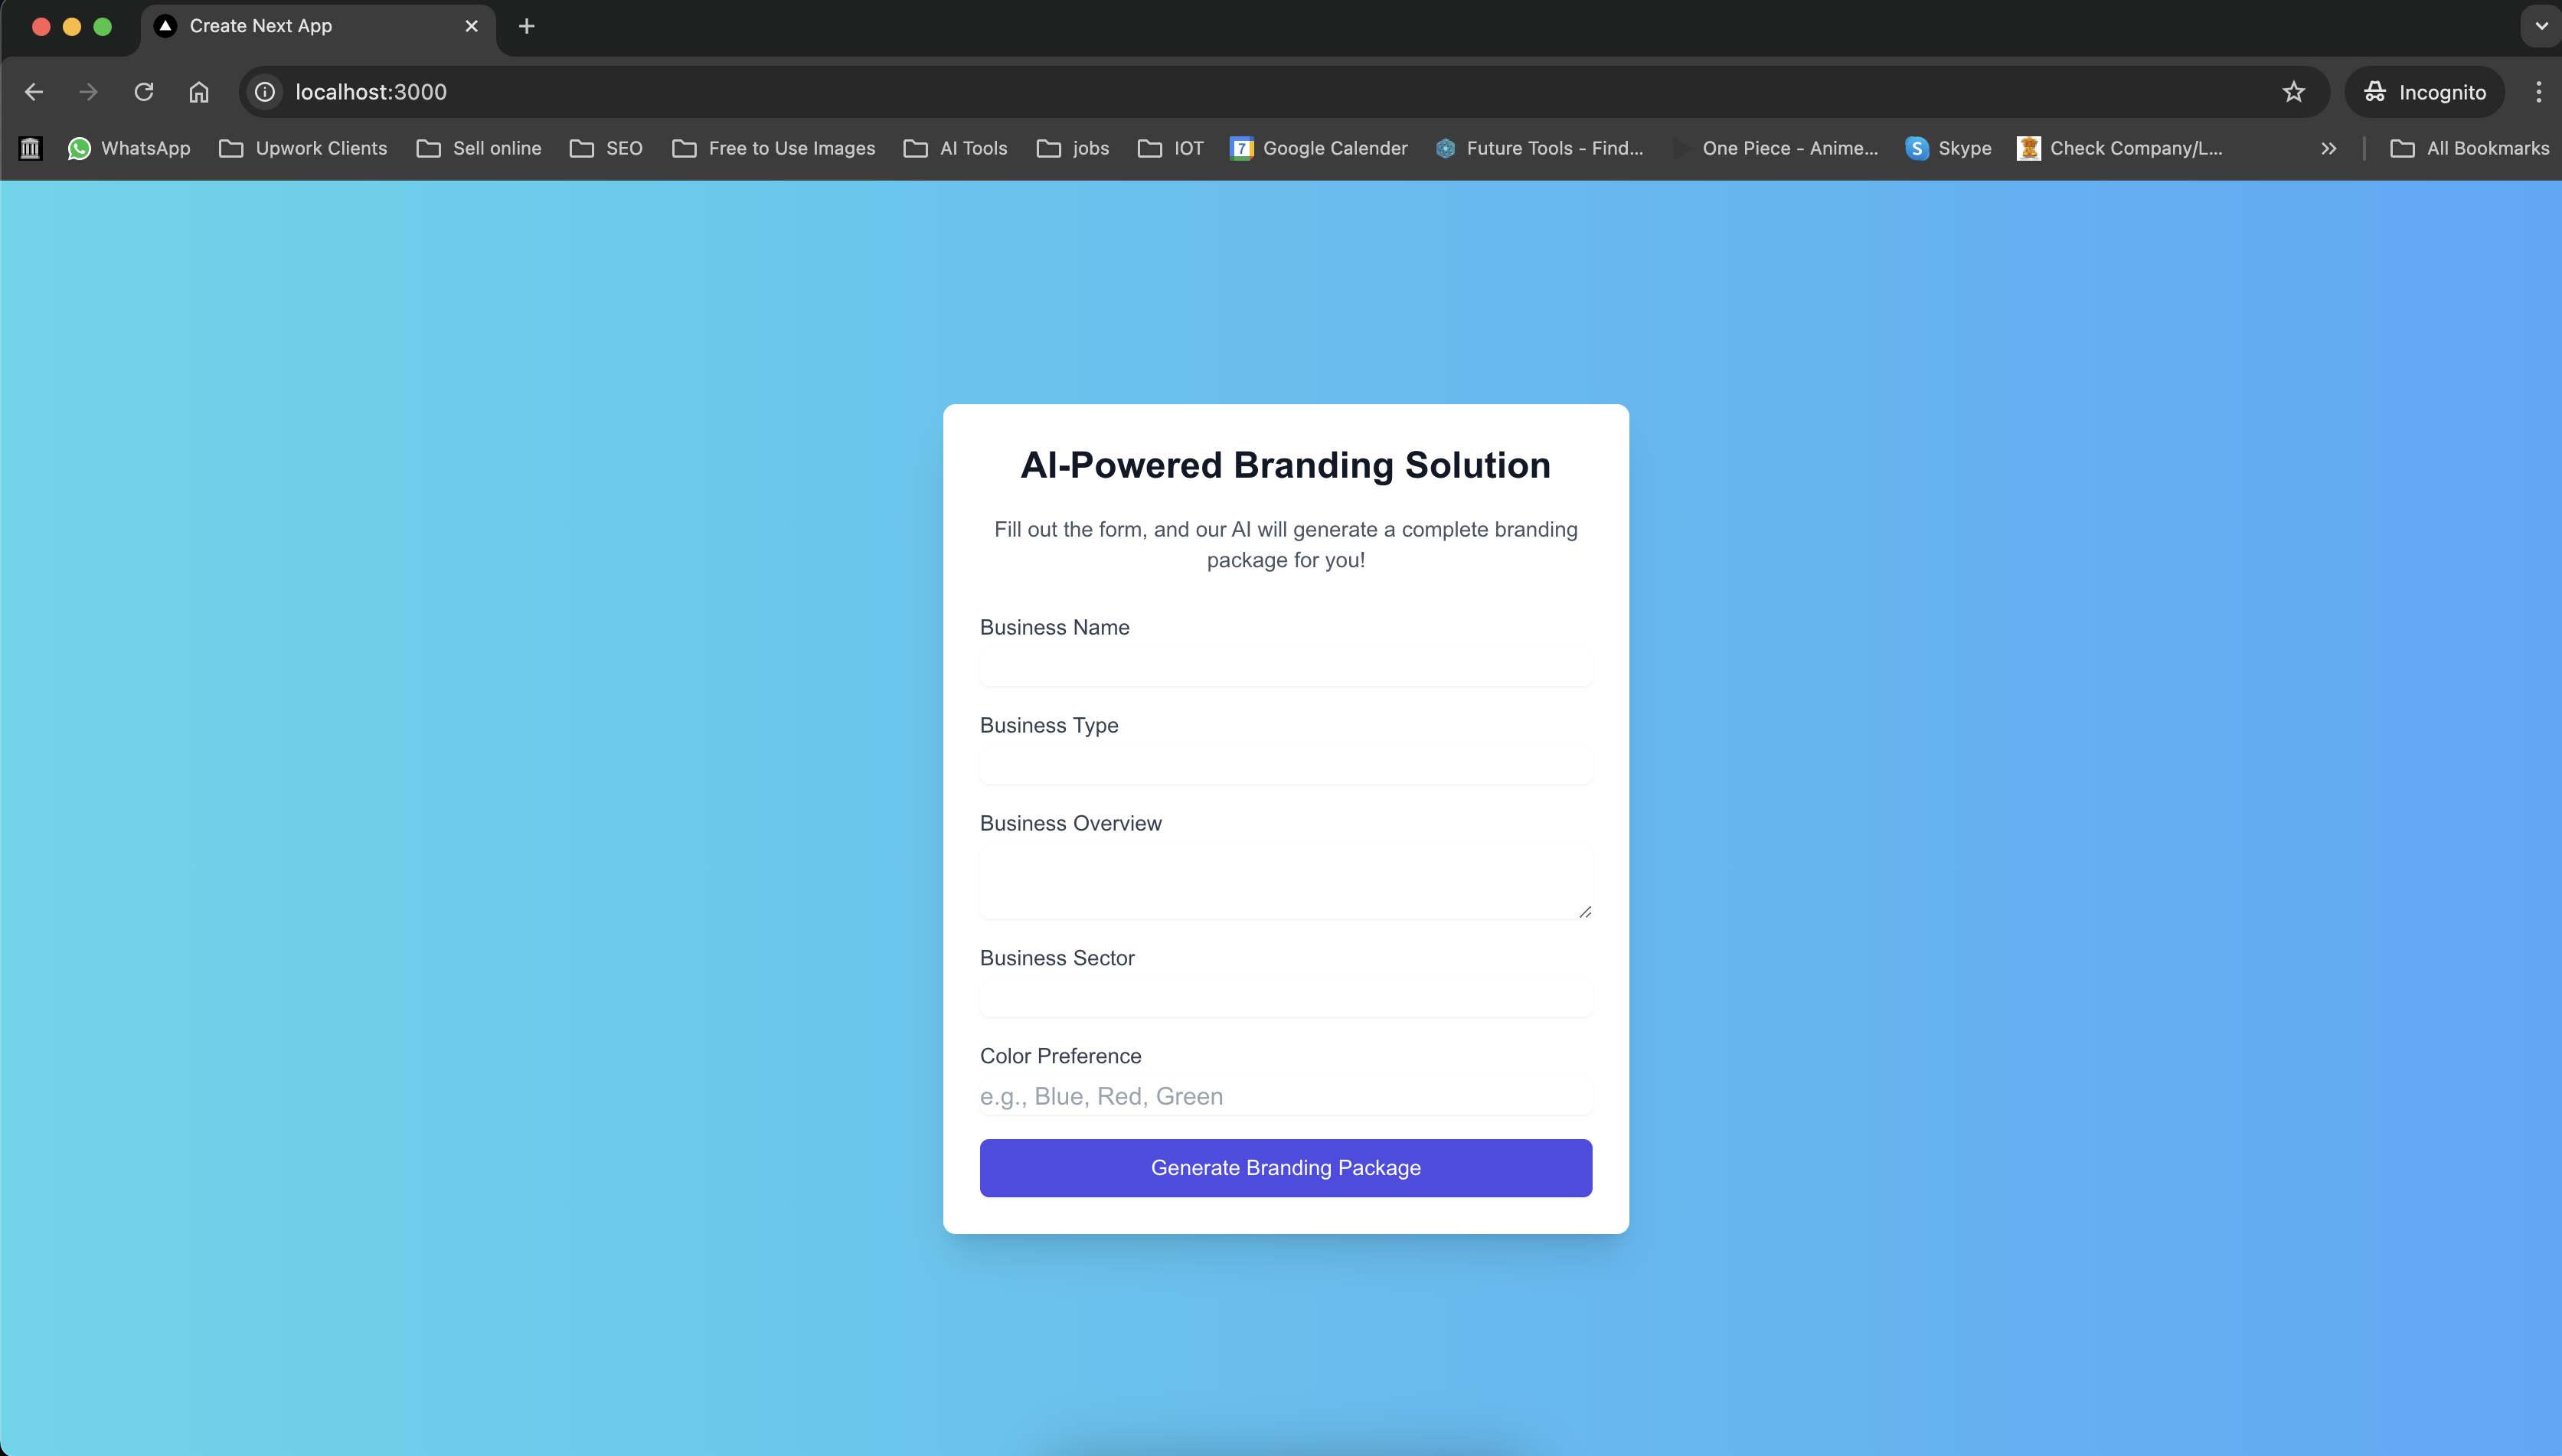 Create Next App
localhost:3000
Incognito
WhatsApp
Upwork Clients
Sell online
SEO
Free to Use Images
AI Tools
jobs
IOT
7
Google Calender
Future Tools - Find...
One Piece - Anime...
S
Skype
Check Company/L...
All Bookmarks
AI-Powered Branding Solution
Fill out the form, and our AI will generate a complete branding
package for you!
Business Name
Business Type
Business Overview
Business Sector
Color Preference
e.g., Blue, Red, Green
Generate Branding Package